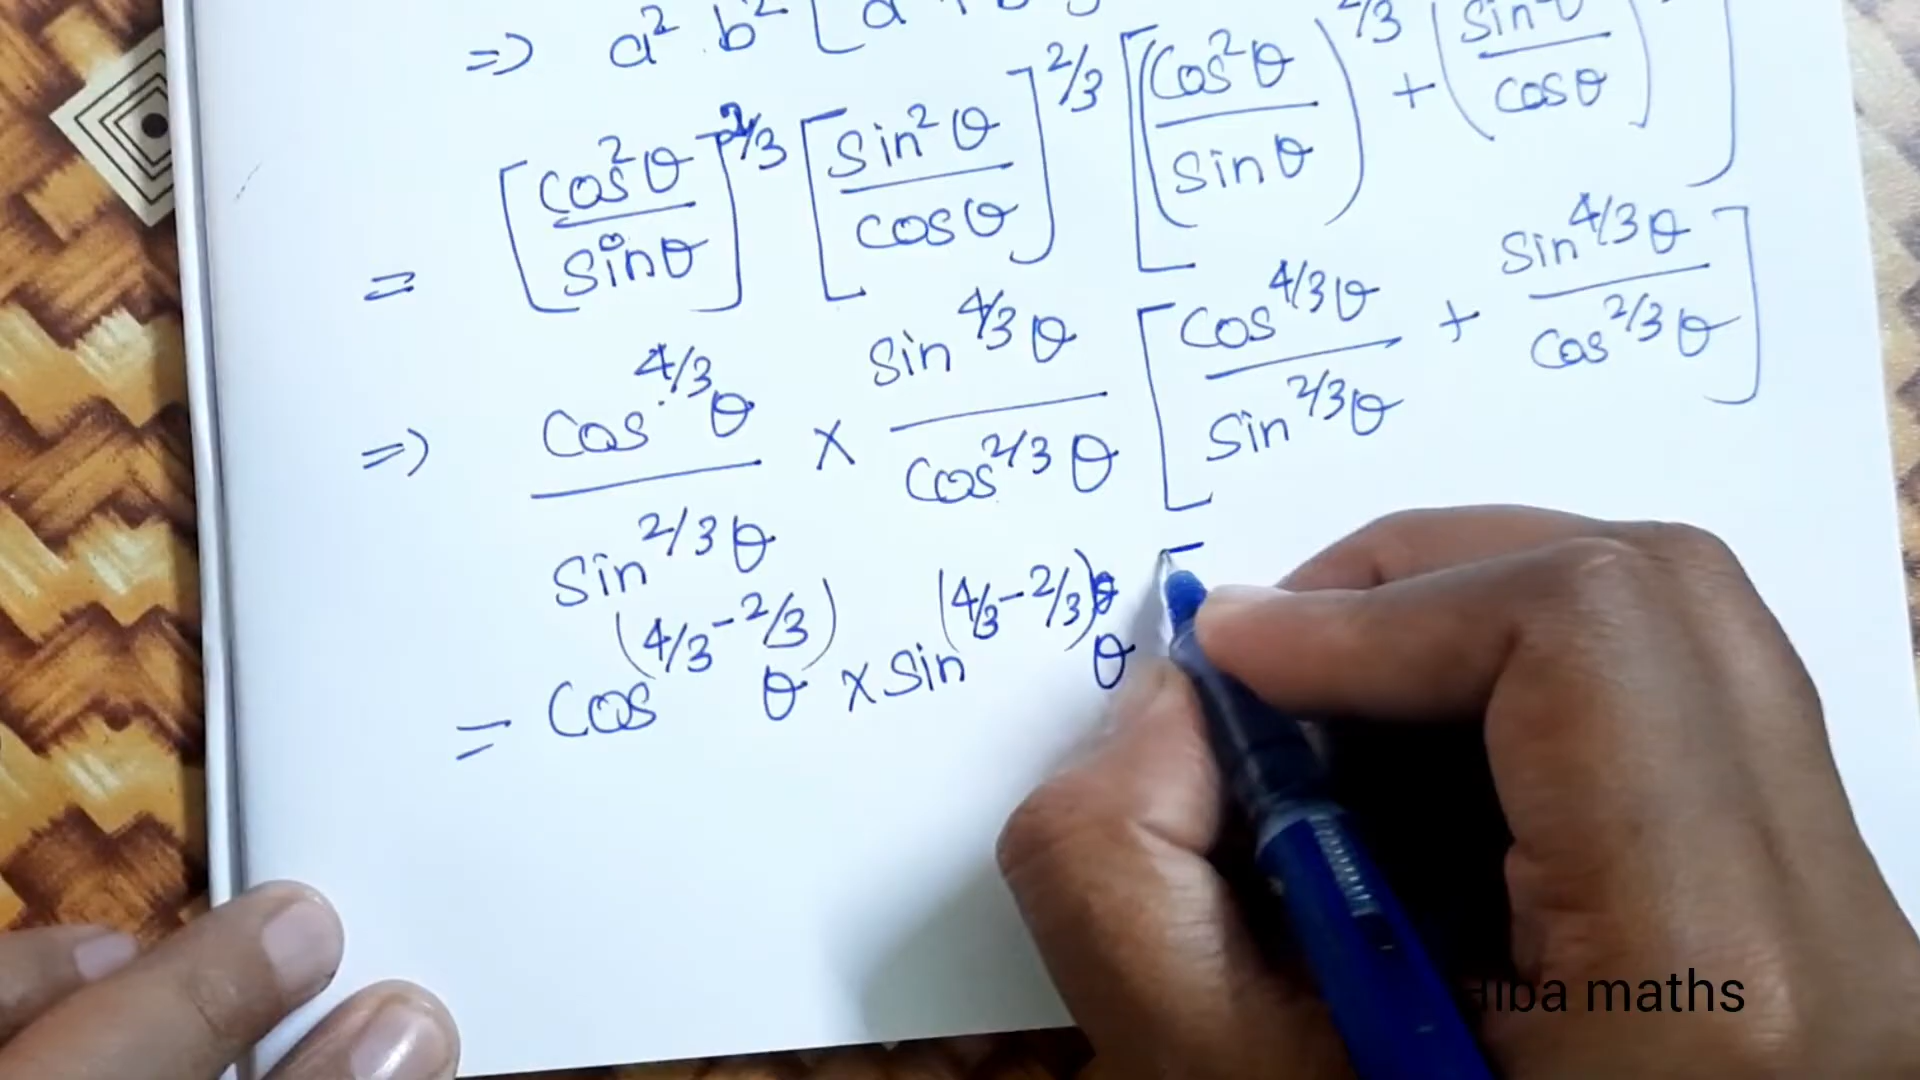 => a² b² [a
= [cos²θ/sinθ]^2/3 [sin²θ/cosθ]^2/3 [(cos²θ/sinθ)^2/3 + (sin²θ/cosθ)
=> cos^4/3 θ/sin^2/3 θ × sin^4/3 θ/cos^2/3 θ [cos^4/3 θ/sin^2/3 θ + sin^4/3 θ/cos^2/3 θ]
= cos^(4/3-2/3) θ × sin^(4/3-2/3) θ [
maths